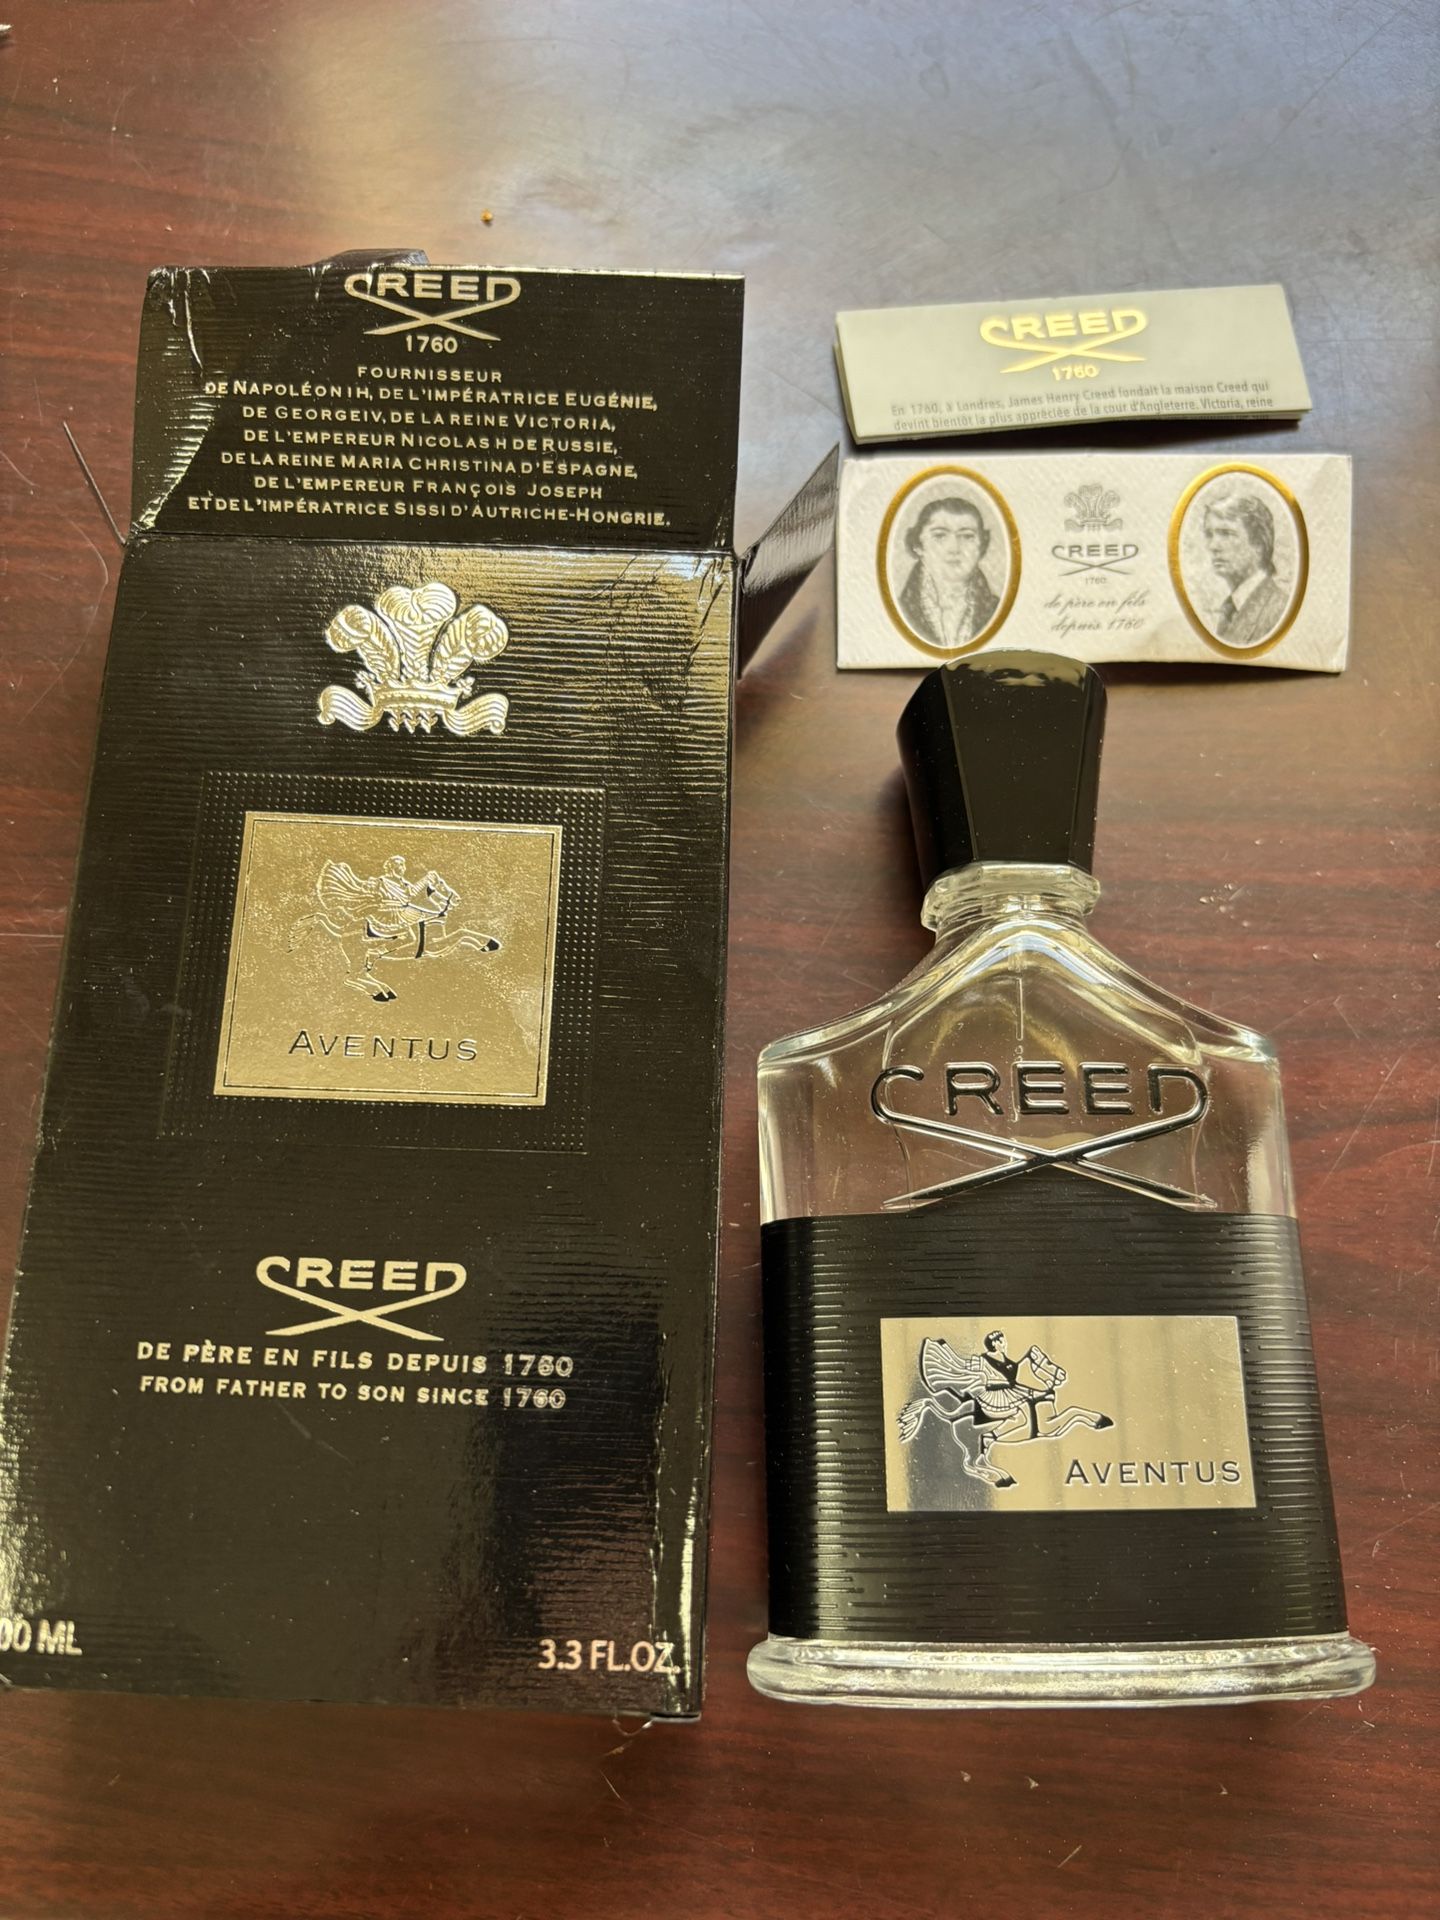 CREED
1760
FOURNISSEUR
DE NAPOLÉON IH, DE L'IMPÉRATRICE EUGÉNIE,
DE GEORGEIV, DE LA REINE VICTORIA,
DE L'EMPEREUR NICOLAS H DE RUSSIE,
DE LA REINE MARIA CHRISTINA D'ESPAGNE,
DE L'EMPEREUR FRANÇOIS JOSEPH
ET DE L'IMPÉRATRICE SISSI D'AUTRICHE-HONGRIE.
AVENTUS
CREED
DE PÈRE EN FILS DEPUIS 1760
FROM FATHER TO SON SINCE 1760
00 ML
3.3 FL.OZ.
CREED
1760
En 1760, à Londres, James Henry Creed fondait la maison Creed qui
devint bientôt la plus appréciée de la cour d'Angleterre. Victoria, reine
CREED
1760
de père en fils
depuis 1760
CREED
AVENTUS